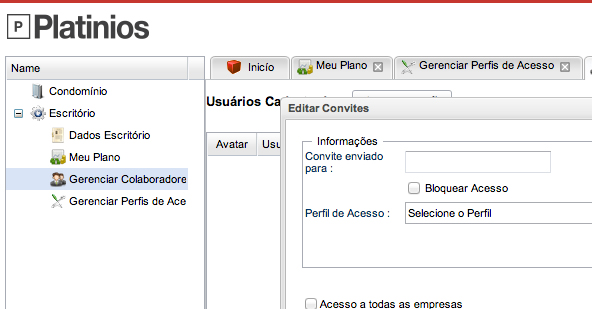 P Platinios
Name
Condomínio
Escritório
Dados Escritório
Meu Plano
Gerenciar Colaboradore
Gerenciar Perfis de Ace
Inicío
Meu Plano
Gerenciar Perfis de Acesso
Usuários Ca
Avatar
Usu
Editar Convites
Informações
Convite enviado
para :
Bloquear Acesso
Perfil de Acesso :
Selecione o Perfil
Acesso a todas as empresas